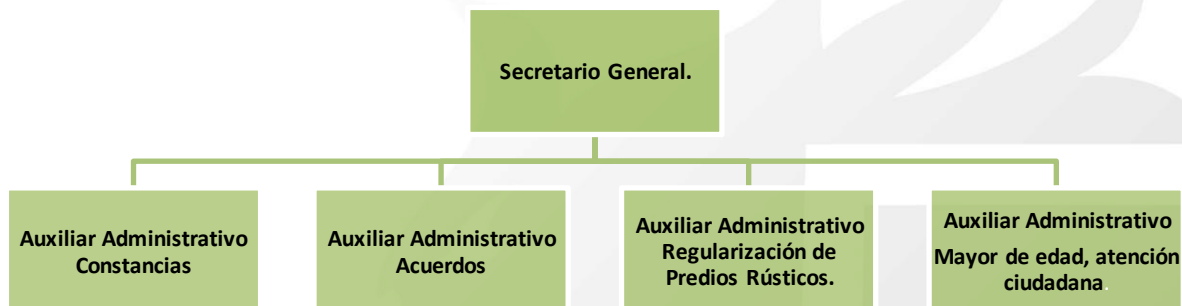 Secretario General.
Auxiliar Administrativo
Constancias
Auxiliar Administrativo
Acuerdos
Auxiliar Administrativo
Regularización de
Predios Rústicos.
Auxiliar Administrativo
Mayor de edad, atención
ciudadana.